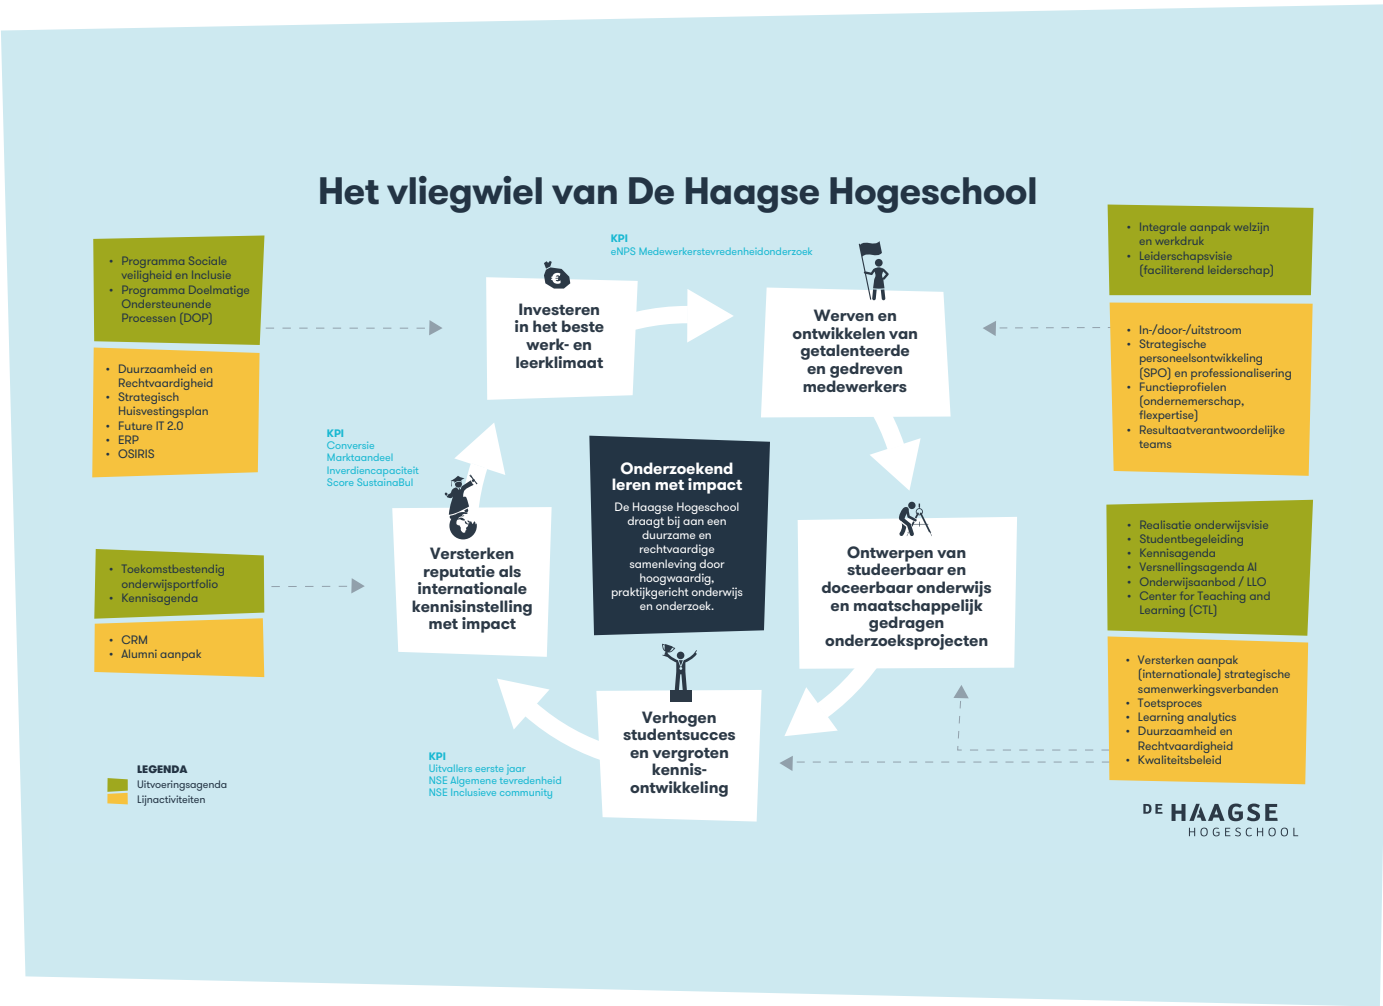 Het vliegwiel van De Haagse Hogeschool
• Programma Sociale
veiligheid en Inclusie
• Programma Doelmatige
Ondersteunende
Processen (DOP)
• Duurzaamheid en
Rechtvaardigheid
• Strategisch
Huisvestingsplan
• Future IT 2.0
• ERP
• OSIRIS
Investeren
in het beste
werk- en
leerklimaat
KPI
eNPS Medewerkerstevredenheidonderzoek
Werven en
ontwikkelen van
getalenteerde
en gedreven
medewerkers
• Integrale aanpak welzijn
en werkdruk
• Leiderschapsvisie
(faciliterend leiderschap)
• In-/door-/uitstroom
• Strategische
personeelsontwikkeling
(SPO) en professionalisering
• Functieprofielen
(ondernemerschap,
flexpertise)
• Resultaatverantwoordelijke
teams
KPI
Conversie
Marktaandeel
Inverdiencapaciteit
Score SustainaBul
Onderzoekend
leren met impact
De Haagse Hogeschool
draagt bij aan een
duurzame en
rechtvaardige
samenleving door
hoogwaardig,
praktijkgericht onderwijs
en onderzoek.
• Toekomstbestendig
onderwijsportfolio
• Kennisagenda
• CRM
• Alumni aanpak
Versterken
reputatie als
internationale
kennisinstelling
met impact
Ontwerpen van
studeerbaar en
doceerbaar onderwijs
en maatschappelijk
gedragen
onderzoeksprojecten
• Realisatie onderwijsvisie
• Studentbegeleiding
• Kennisagenda
• Versnellingsagenda AI
• Onderwijsaanbod / LLO
• Center for Teaching and
Learning (CTL)
• Versterken aanpak
(internationale) strategische
samenwerkingsverbanden
• Toetsproces
• Learning analytics
• Duurzaamheid en
Rechtvaardigheid
• Kwaliteitsbeleid
Verhogen
studentsucces
en vergroten
kennis-
ontwikkeling
KPI
Uitvallers eerste jaar
NSE Algemene tevredenheid
NSE Inclusieve community
LEGENDA
Uitvoeringsagenda
Lijnactiviteiten
DE HAAGSE
HOGESCHOOL